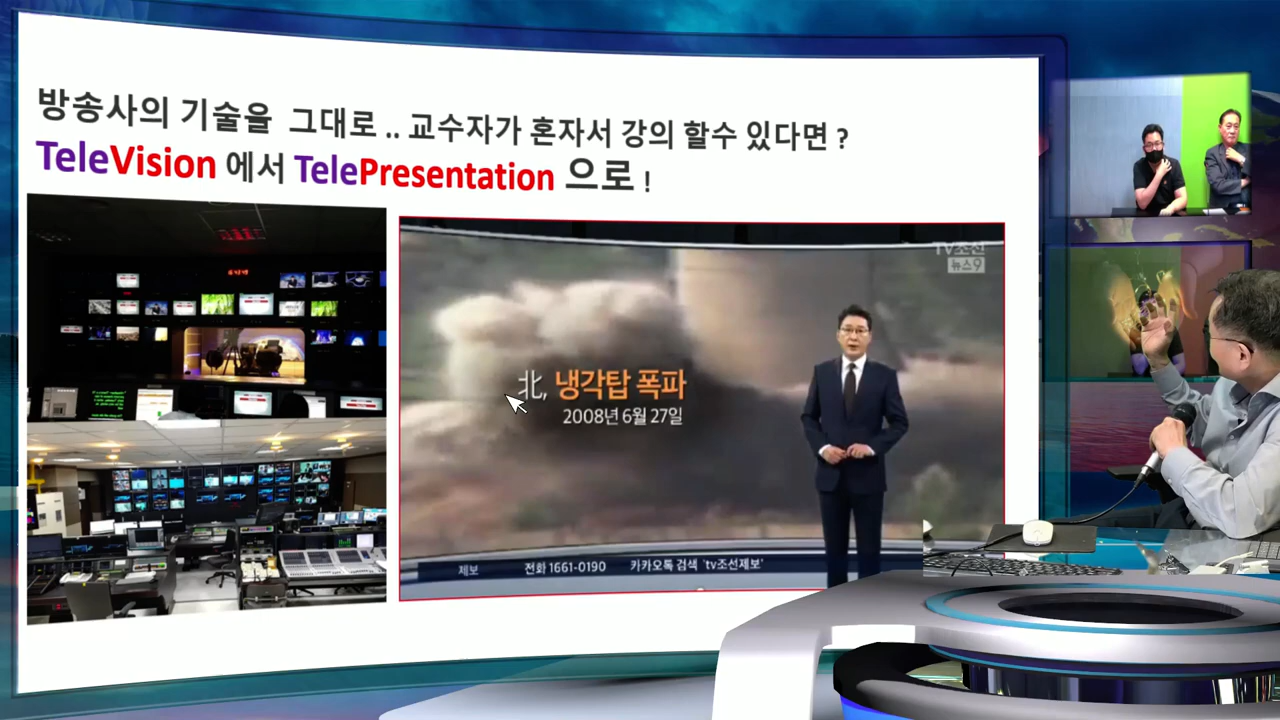 방송사의 기술을 그대로 .. 교수자가 혼자서 강의 할수 있다면 ?
TeleVision 에서 TelePresentation 으로 !
TV조선
뉴스9
北, 냉각탑 폭파
2008년 6월 27일
제보 전화 1661-0190 카카오톡 검색 'tv조선제보'